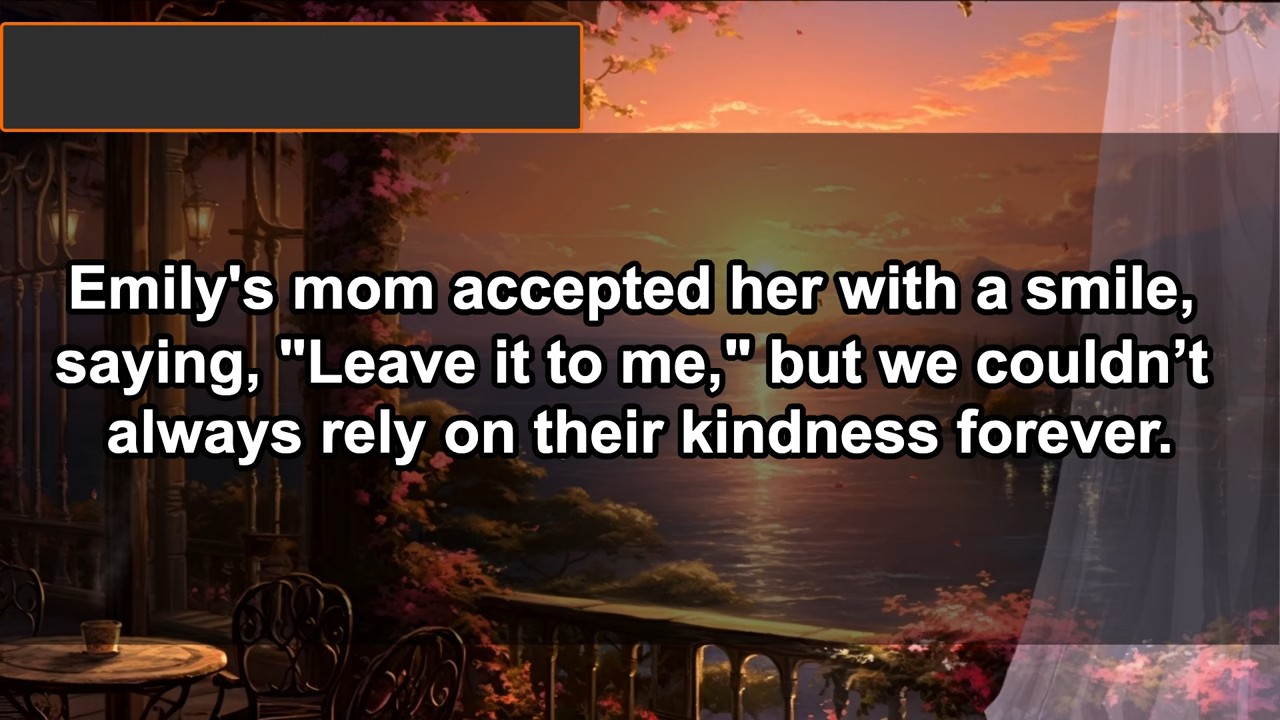 Emily's mom accepted her with a smile,
saying, "Leave it to me," but we couldn’t
always rely on their kindness forever.